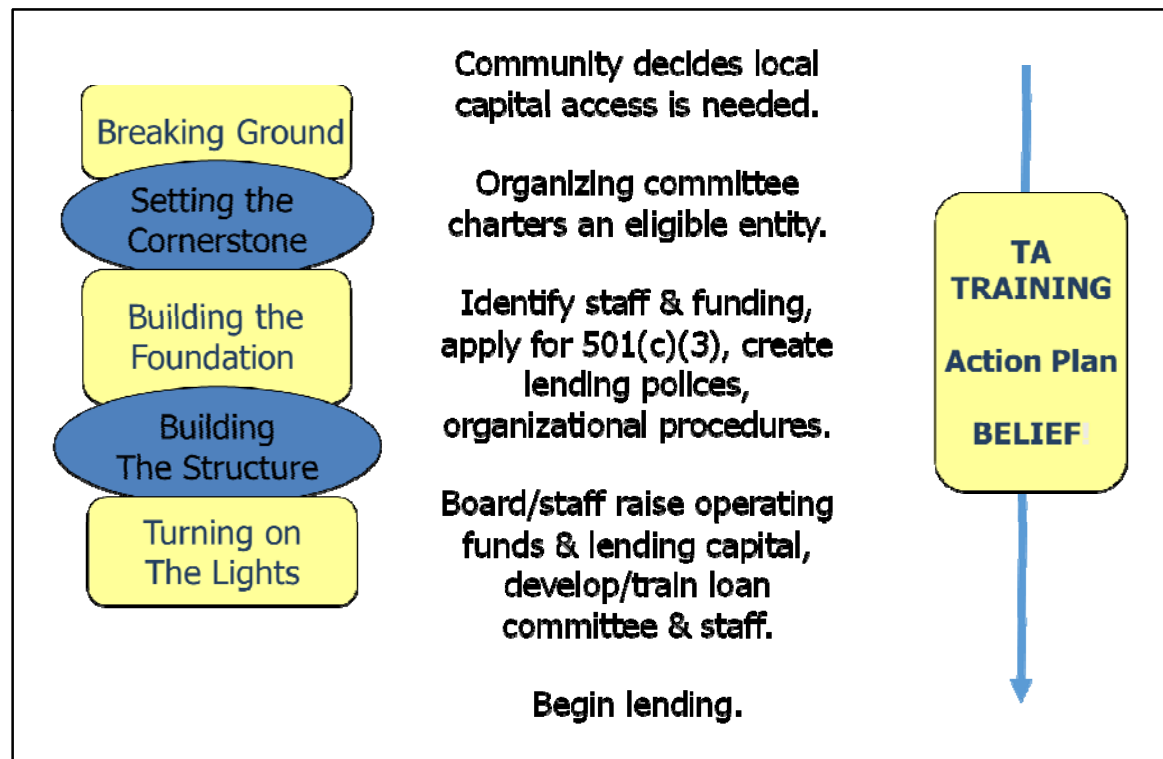 Breaking Ground
Setting the
Cornerstone
Building the
Foundation
Building
The Structure
Turning on
The Lights
Community decides local
capital access is needed.
Organizing committee
charters an eligible entity.
Identify staff & funding,
apply for 501(c)(3), create
lending polices,
organizational procedures.
Board/staff raise operating
funds & lending capital,
develop/train loan
committee & staff.
Begin lending.
TA
TRAINING
Action Plan
BELIEF!